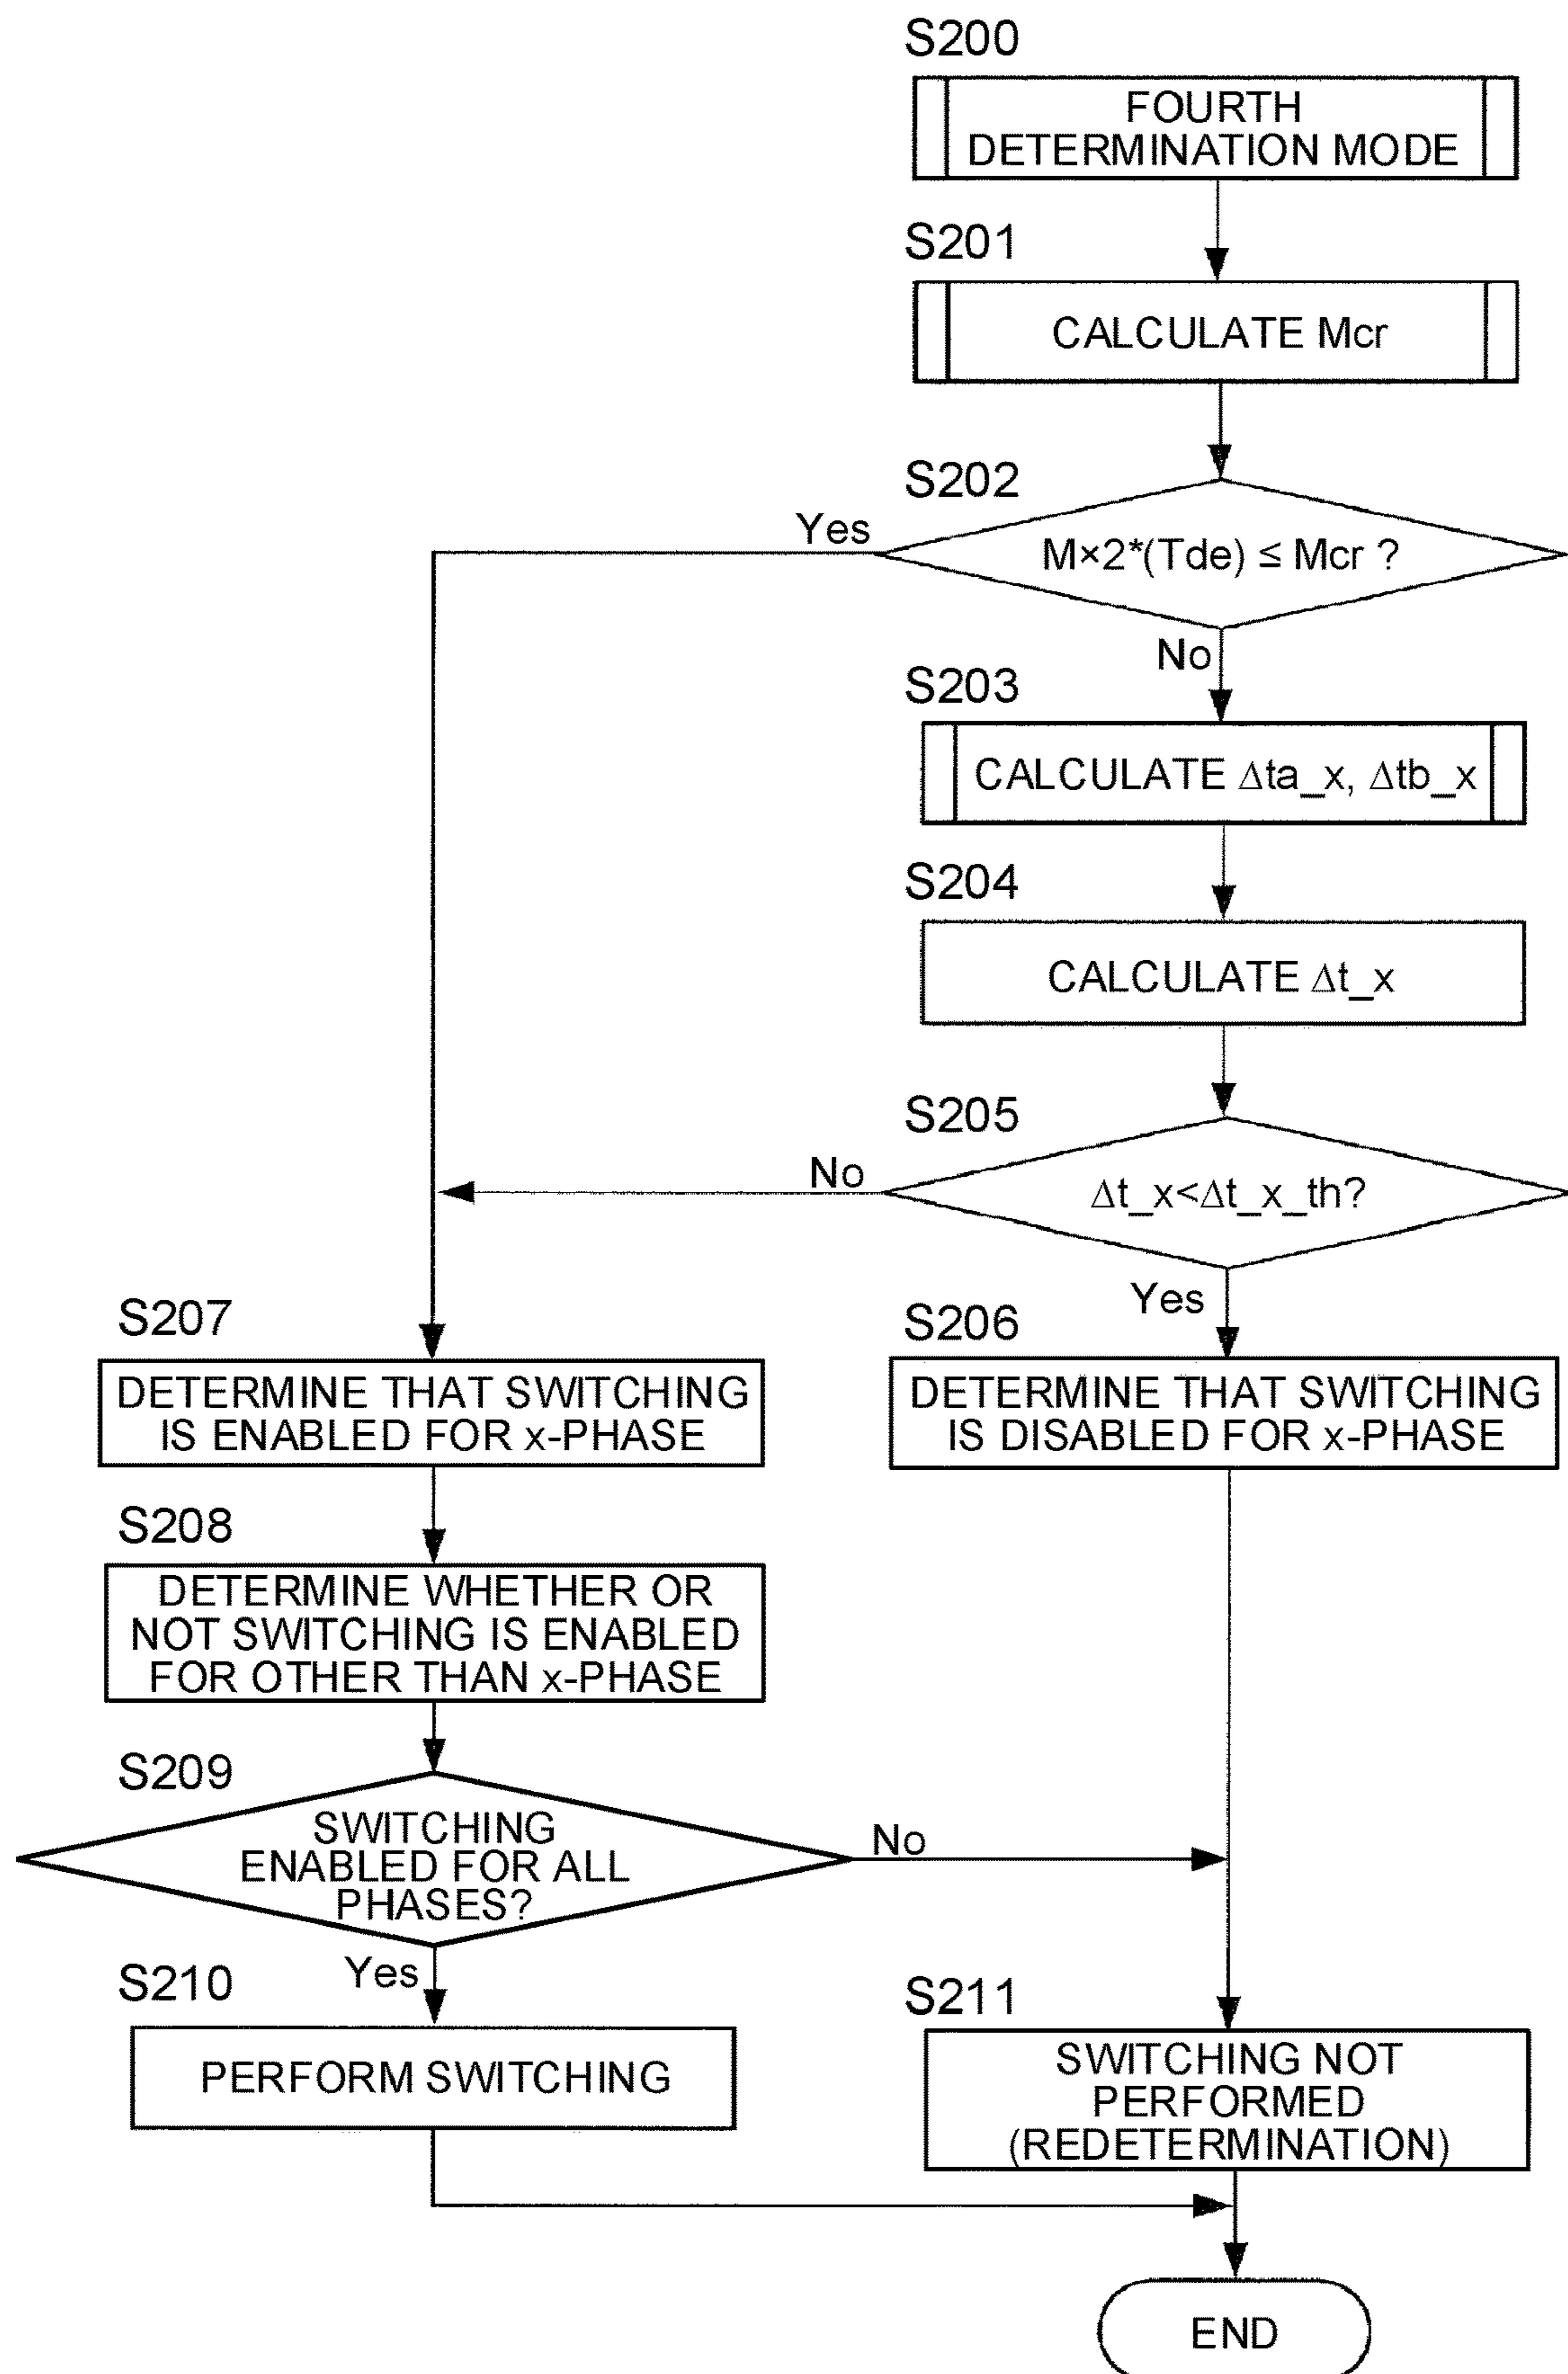 S200
FOURTH
DETERMINATION MODE
S201
CALCULATE Mcr
S202
M×2*(Tde) ≤ Mcr ?
Yes
No
S203
CALCULATE Δta_x, Δtb_x
S204
CALCULATE Δt_x
S205
Δt_x<Δt_x_th?
No
Yes
S206
DETERMINE THAT SWITCHING
IS DISABLED FOR x-PHASE
S207
DETERMINE THAT SWITCHING
IS ENABLED FOR x-PHASE
S208
DETERMINE WHETHER OR
NOT SWITCHING IS ENABLED
FOR OTHER THAN x-PHASE
S209
SWITCHING
ENABLED FOR ALL
PHASES?
No
Yes
S210
PERFORM SWITCHING
S211
SWITCHING NOT
PERFORMED
(REDETERMINATION)
END